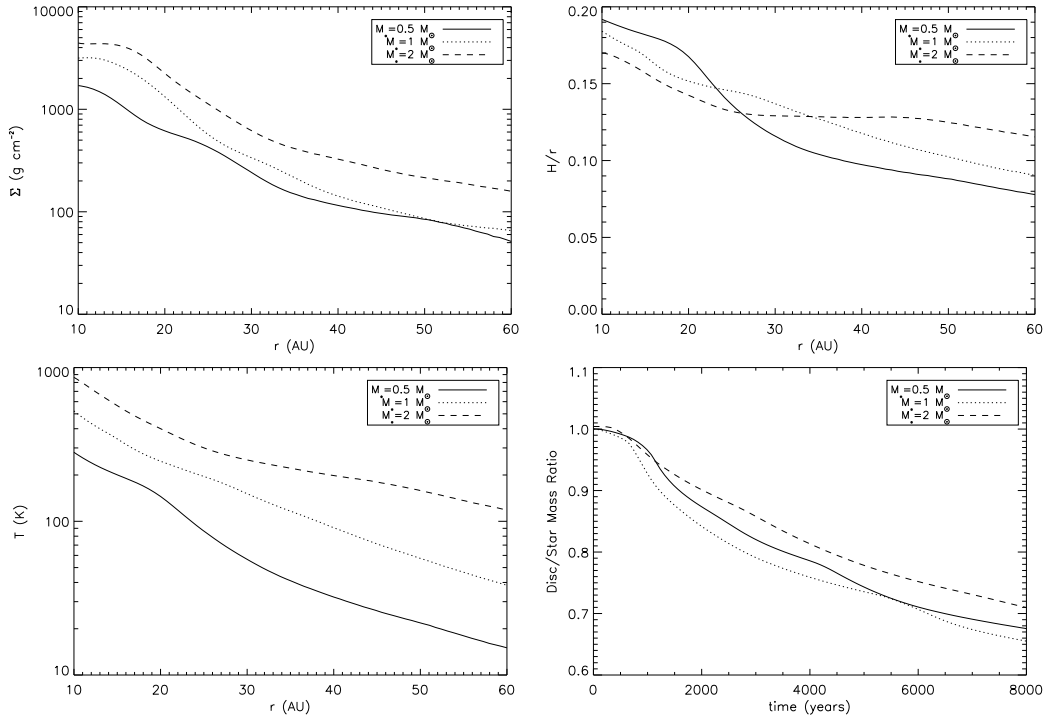 10000
1000
100
10
Σ (g cm⁻²)
10 20 30 40 50 60
r (AU)
M*=0.5 M⊙
M*=1 M⊙
M*=2 M⊙
0.20
0.15
0.10
0.05
0.00
H/r
10 20 30 40 50 60
r (AU)
M*=0.5 M⊙
M*=1 M⊙
M*=2 M⊙
1000
100
10
T (K)
10 20 30 40 50 60
r (AU)
M*=0.5 M⊙
M*=1 M⊙
M*=2 M⊙
1.1
1.0
0.9
0.8
0.7
0.6
Disc/Star Mass Ratio
0 2000 4000 6000 8000
time (years)
M*=0.5 M⊙
M*=1 M⊙
M*=2 M⊙